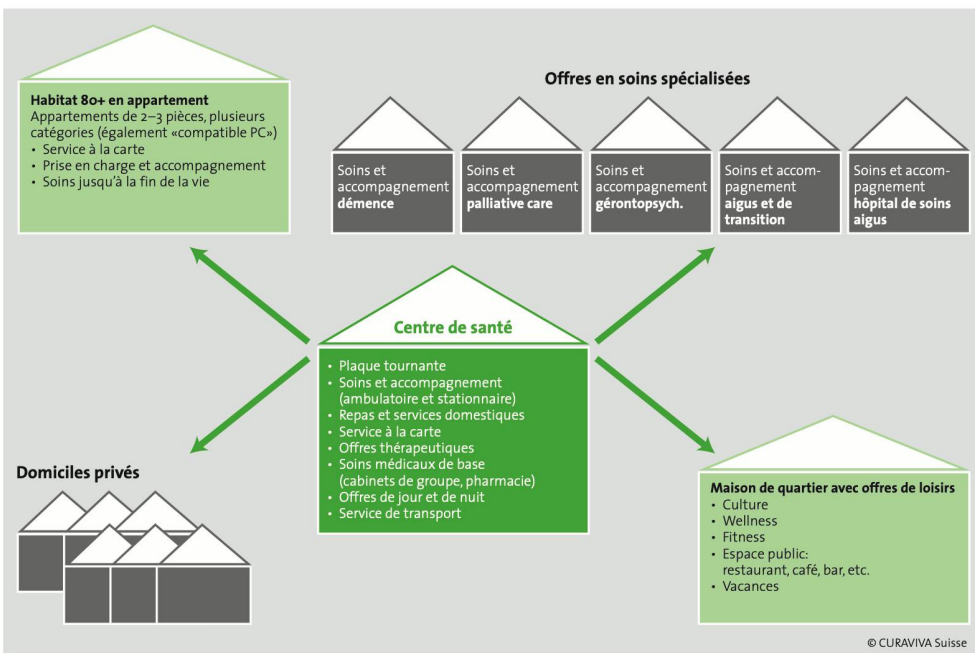 Habitat 80+ en appartement
Appartements de 2–3 pièces, plusieurs
catégories (également «compatible PC»)
• Service à la carte
• Prise en charge et accompagnement
• Soins jusqu'à la fin de la vie
Offres en soins spécialisées
Soins et
accompagnement
démence
Soins et
accompagnement
palliative care
Soins et
accompagnement
gérontopsych.
Soins et accom-
pagnement
aigus et de
transition
Soins et accom-
pagnement
hôpital de soins
aigus
Centre de santé
• Plaque tournante
• Soins et accompagnement
(ambulatoire et stationnaire)
• Repas et services domestiques
• Service à la carte
• Offres thérapeutiques
• Soins médicaux de base
(cabinets de groupe, pharmacie)
• Offres de jour et de nuit
• Service de transport
Domiciles privés
Maison de quartier avec offres de loisirs
• Culture
• Wellness
• Fitness
• Espace public:
restaurant, café, bar, etc.
• Vacances
© CURAVIVA Suisse